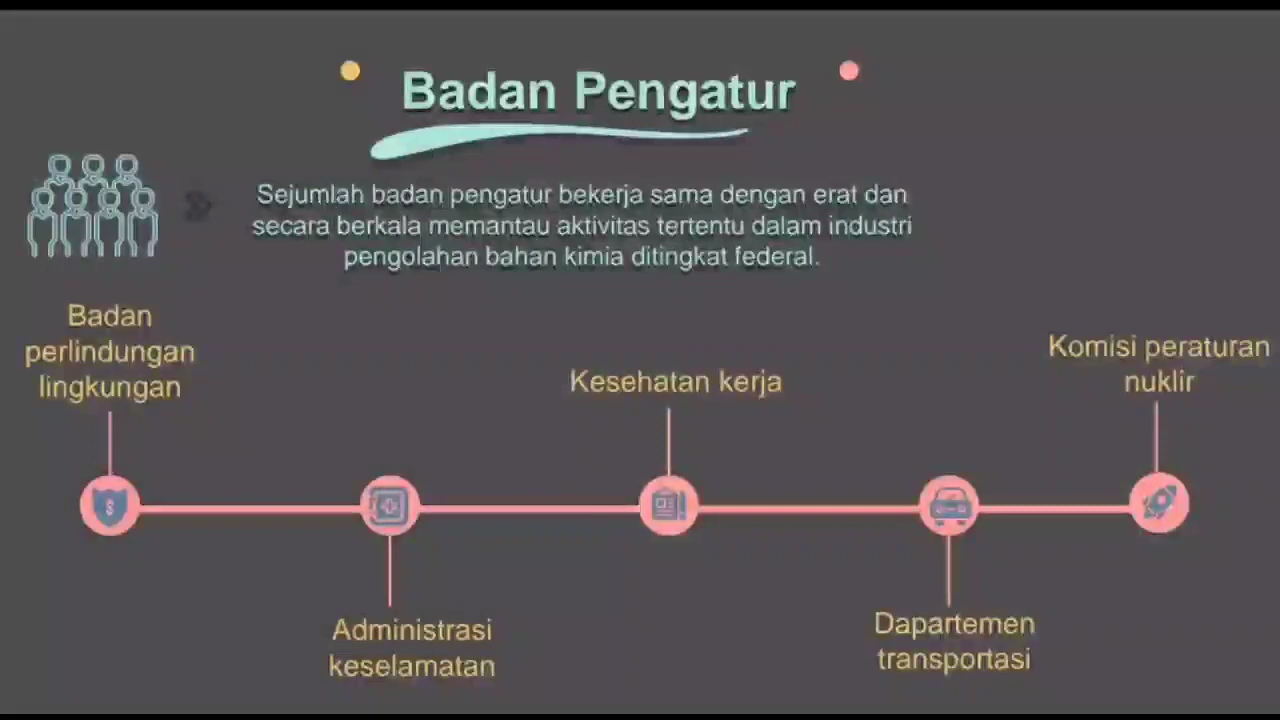 Badan Pengatur
Sejumlah badan pengatur bekerja sama dengan erat dan
secara berkala memantau aktivitas tertentu dalam industri
pengolahan bahan kimia ditingkat federal.
Badan
perlindungan
lingkungan
Administrasi
keselamatan
Kesehatan kerja
Dapartemen
transportasi
Komisi peraturan
nuklir